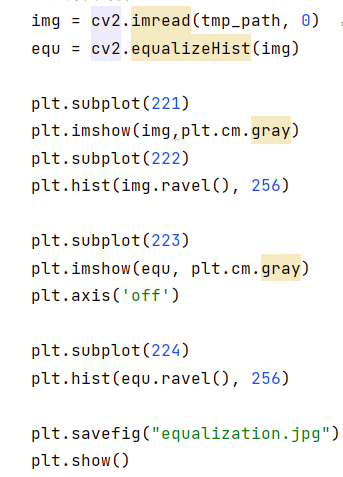 img = cv2.imread(tmp_path, 0)
equ = cv2.equalizeHist(img)
plt.subplot(221)
plt.imshow(img,plt.cm.gray)
plt.subplot(222)
plt.hist(img.ravel(), 256)
plt.subplot(223)
plt.imshow(equ, plt.cm.gray)
plt.axis('off')
plt.subplot(224)
plt.hist(equ.ravel(), 256)
plt.savefig("equalization.jpg")
plt.show()